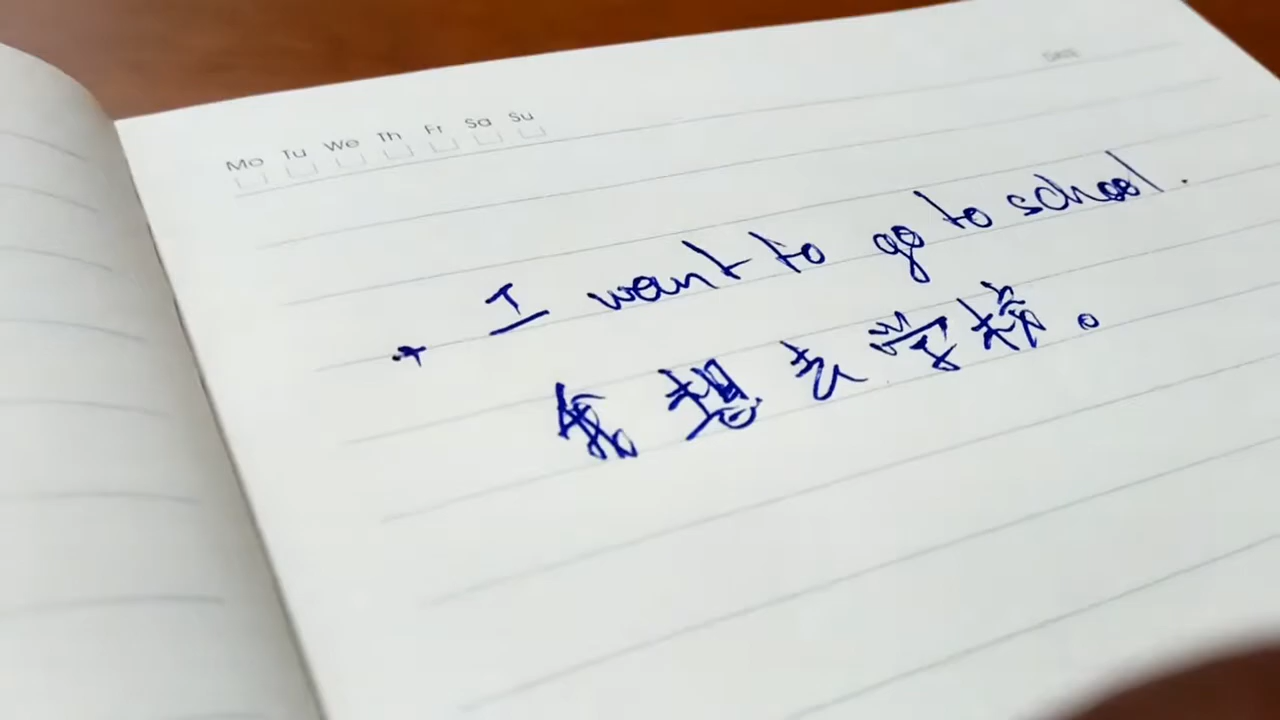 Mo Tu We Th Fr Sa Su
I want to go to school.
我想去学校。